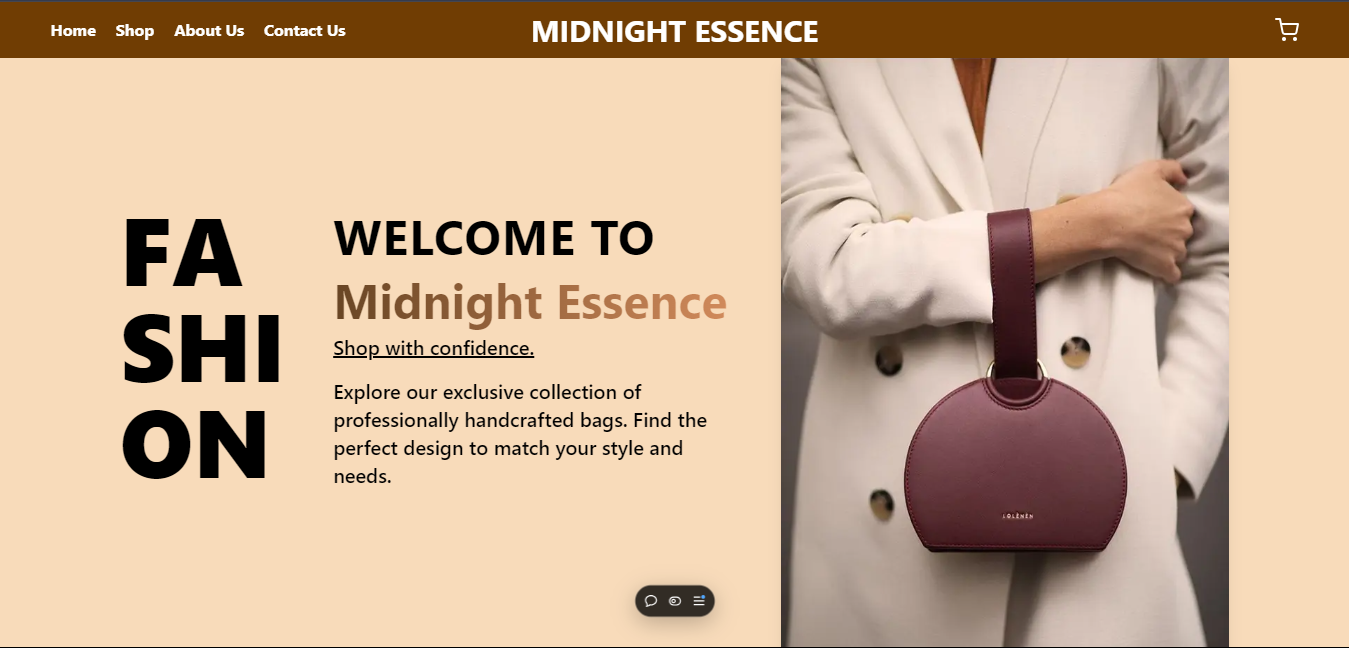 Home Shop About Us Contact Us MIDNIGHT ESSENCE
FA
SHI
ON
WELCOME TO
Midnight Essence
Shop with confidence.
Explore our exclusive collection of
professionally handcrafted bags. Find the
perfect design to match your style and
needs.